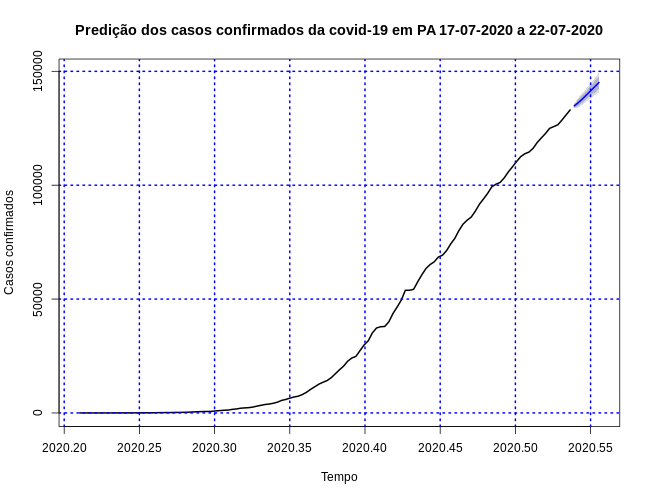 Predição dos casos confirmados da covid-19 em PA 17-07-2020 a 22-07-2020
Casos confirmados
150000
100000
50000
0
2020.20 2020.25 2020.30 2020.35 2020.40 2020.45 2020.50 2020.55
Tempo